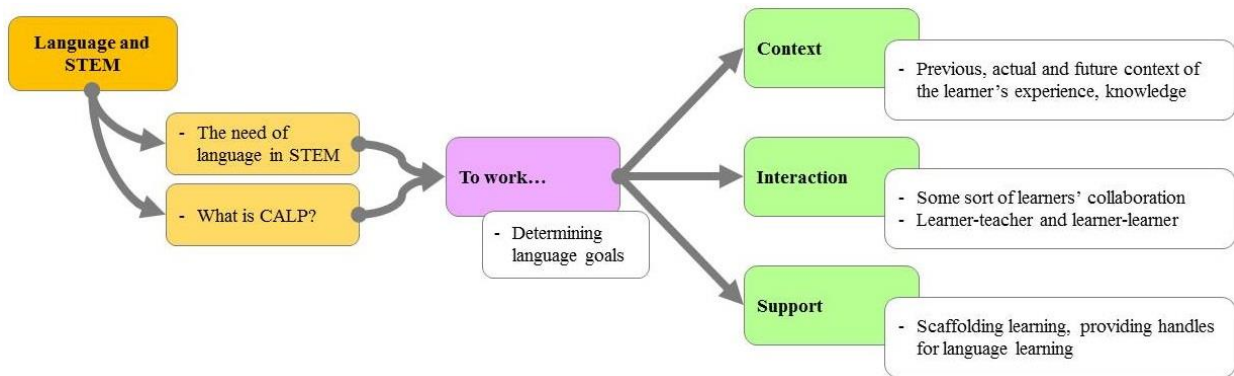 Language and
STEM
- The need of
language in STEM
- What is CALP?
To work…
- Determining
language goals
Context
- Previous, actual and future context of
the learner’s experience, knowledge
Interaction
- Some sort of learners’ collaboration
- Learner-teacher and learner-learner
Support
- Scaffolding learning, providing handles
for language learning